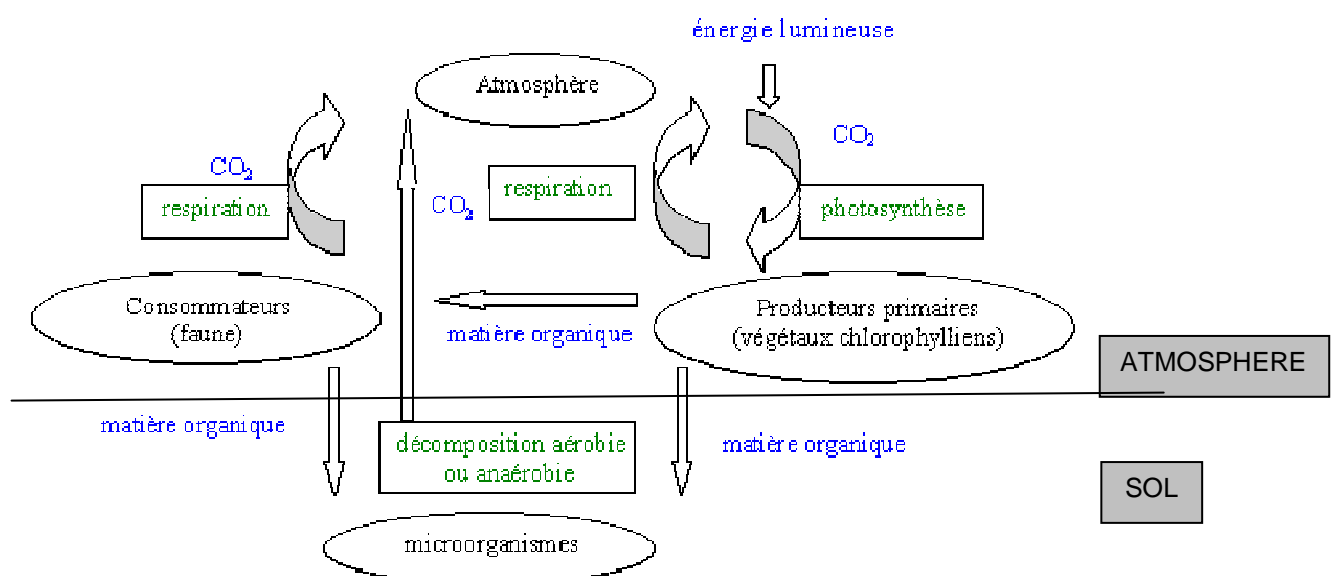 énergie lumineuse
Atmosphère
CO₂
CO₂
respiration
CO₂
respiration
photosynthèse
Consommateurs
(faune)
matière organique
Producteurs primaires
(végétaux chlorophylliens)
ATMOSPHERE
matière organique
décomposition aérobie
ou anaérobie
matière organique
SOL
microorganismes